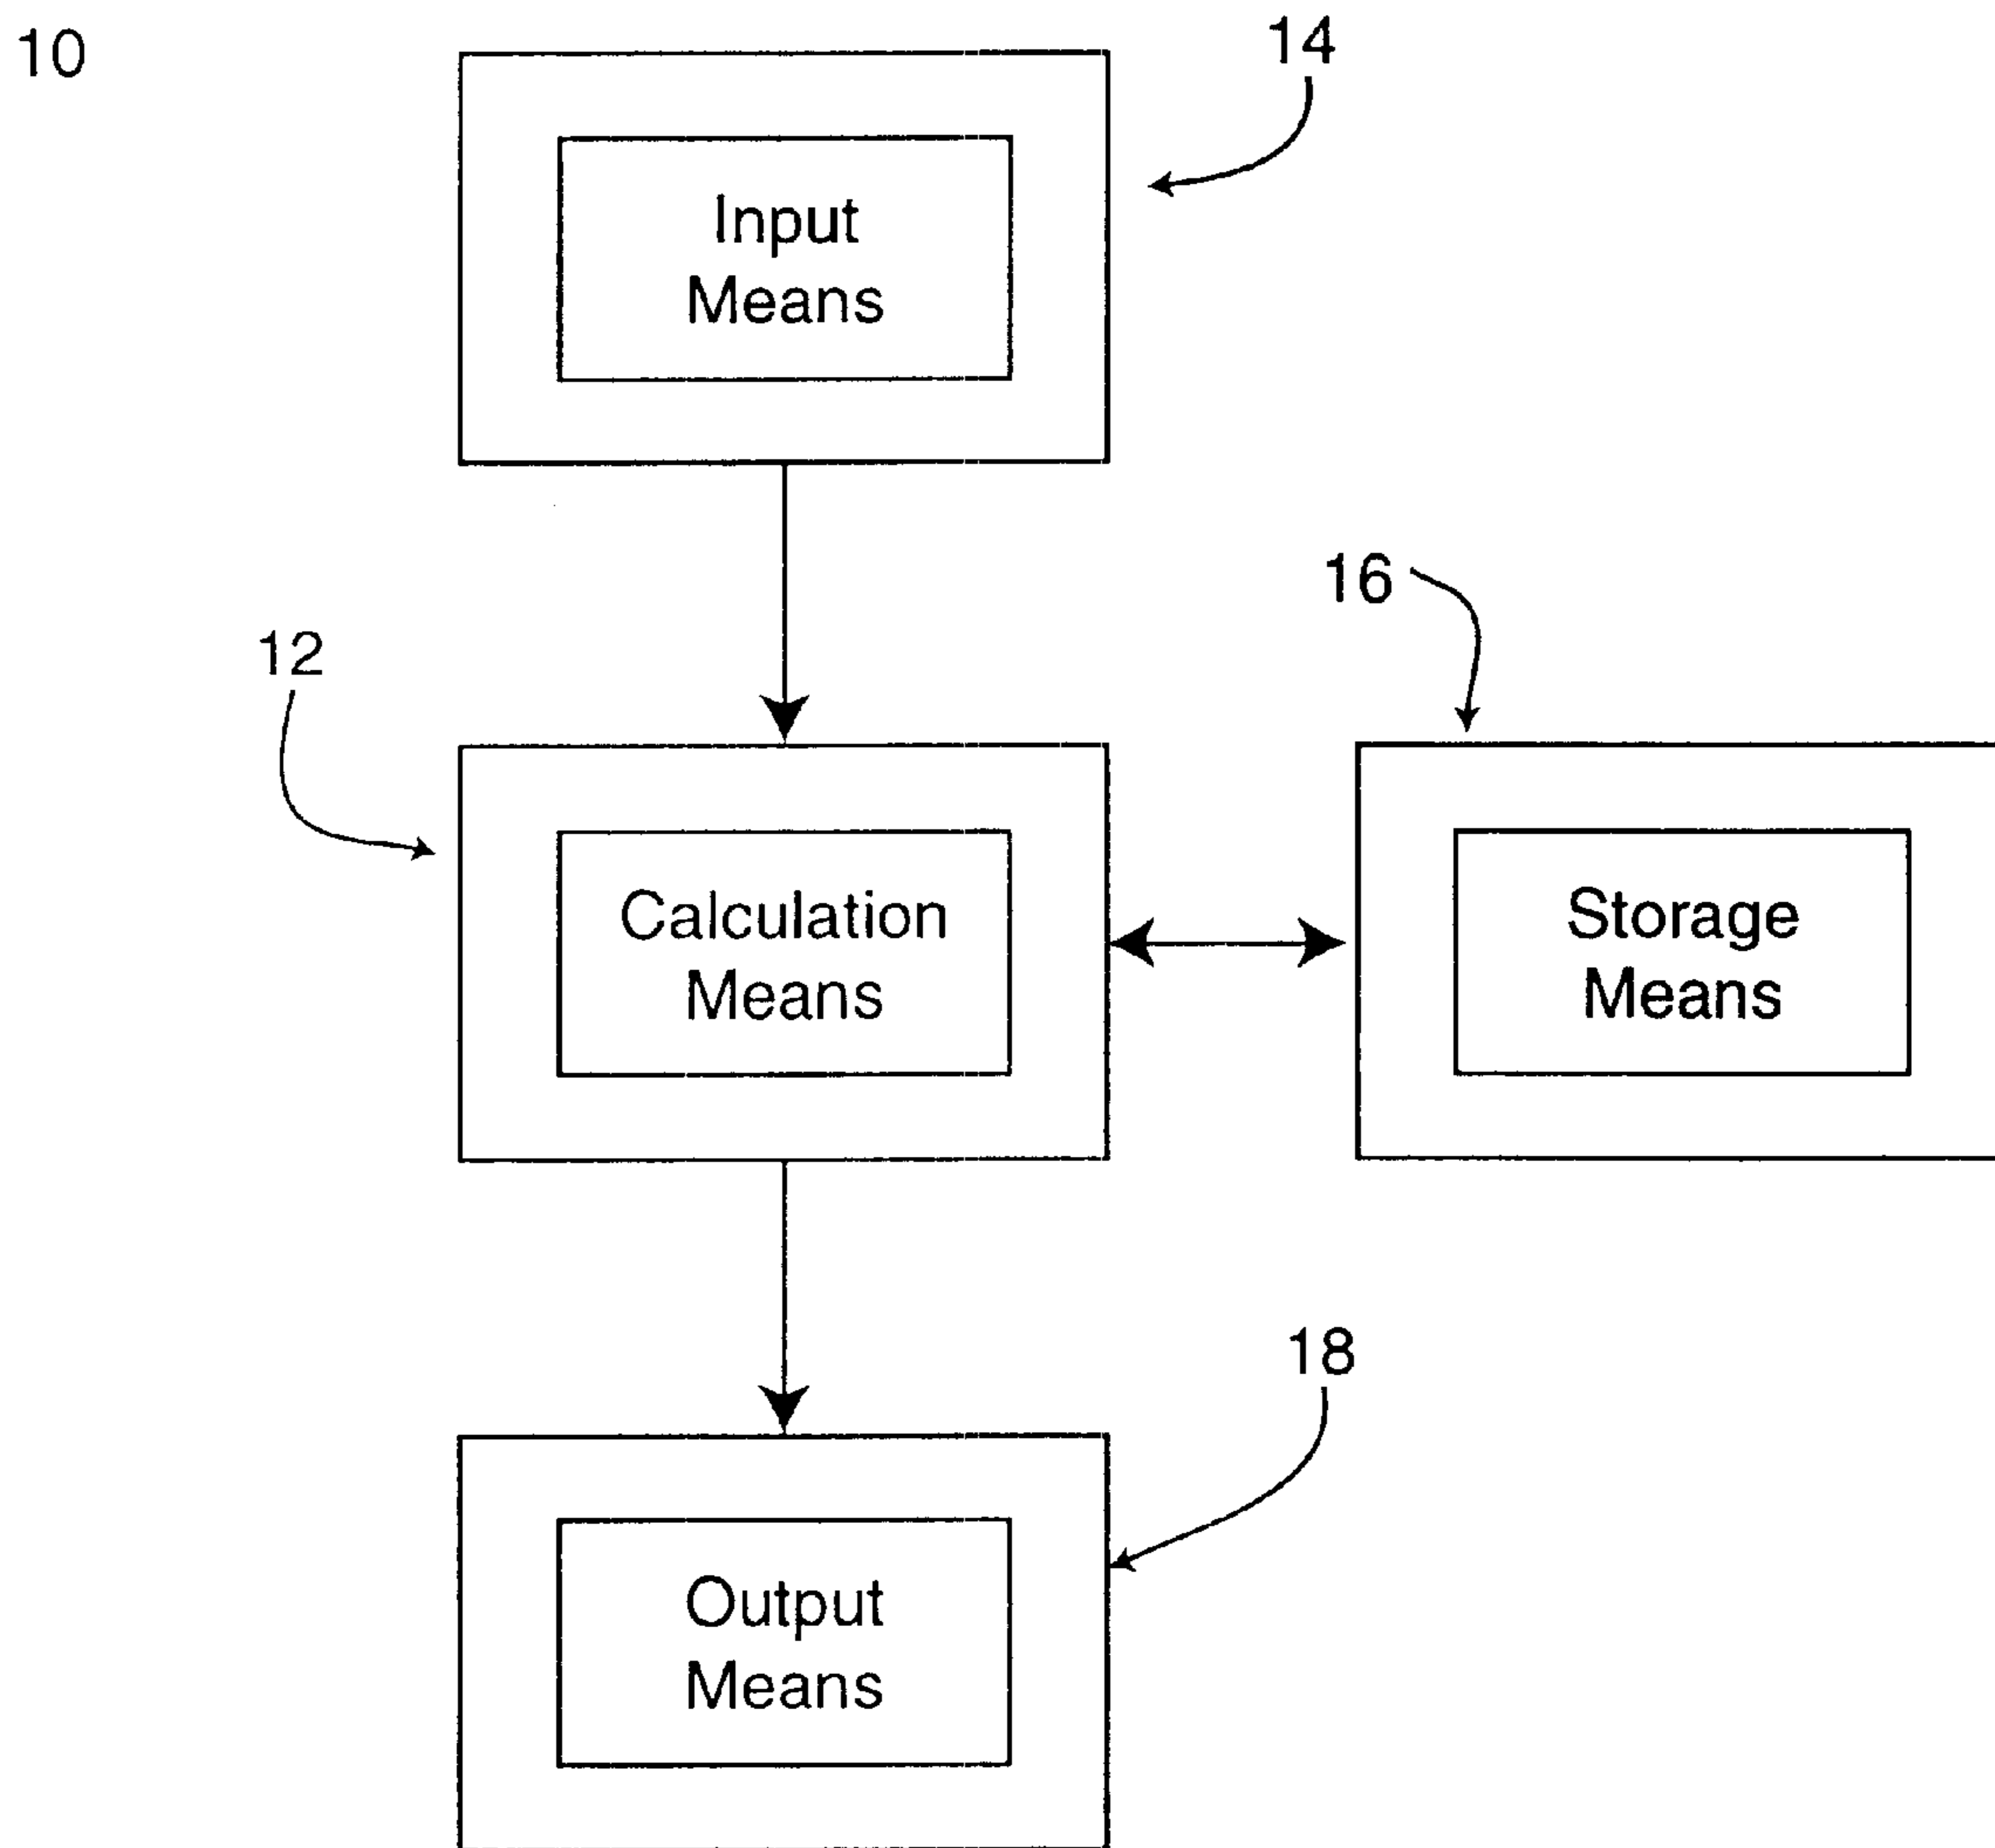 10
14
Input
Means
16
12
Calculation
Means
Storage
Means
18
Output
Means